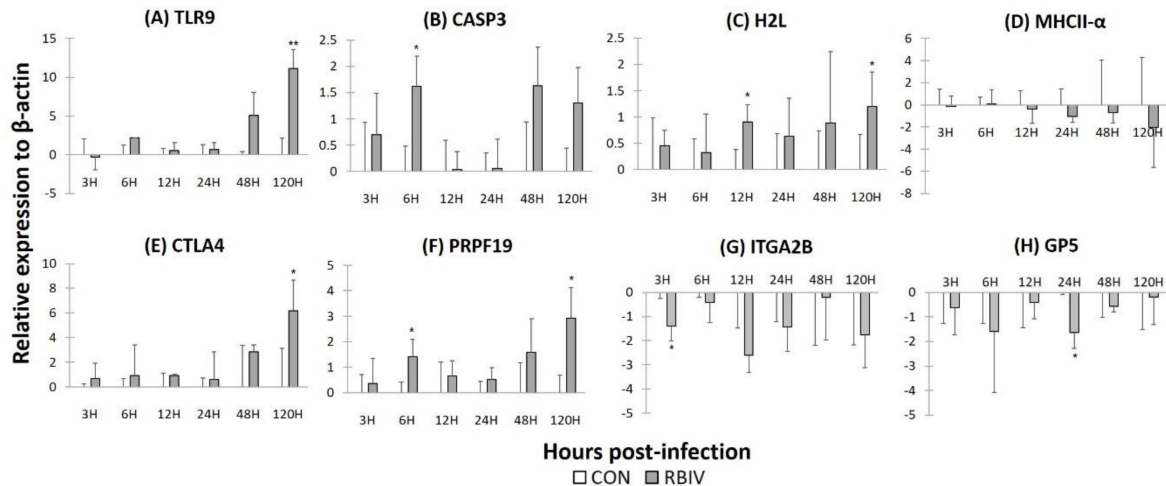 (A) TLR9
15
10
5
0
-5
**
3H 6H 12H 24H 48H 120H
(B) CASP3
2.5
2
1.5
1
0.5
0
*
3H 6H 12H 24H 48H 120H
(C) H2L
2.5
2
1.5
1
0.5
0
* *
3H 6H 12H 24H 48H 120H
(D) MHCII-α
6
4
2
0
-2
-4
-6
-8
3H 6H 12H 24H 48H 120H
Relative expression to β-actin
(E) CTLA4
10
8
6
4
2
0
*
3H 6H 12H 24H 48H 120H
(F) PRPF19
5
4
3
2
1
0
* *
3H 6H 12H 24H 48H 120H
(G) ITGA2B
3H 6H 12H 24H 48H 120H
0
-1
-2
-3
-4
-5
*
(H) GP5
3H 6H 12H 24H 48H 120H
0
-1
-2
-3
-4
-5
*
Hours post-infection
CON RBIV